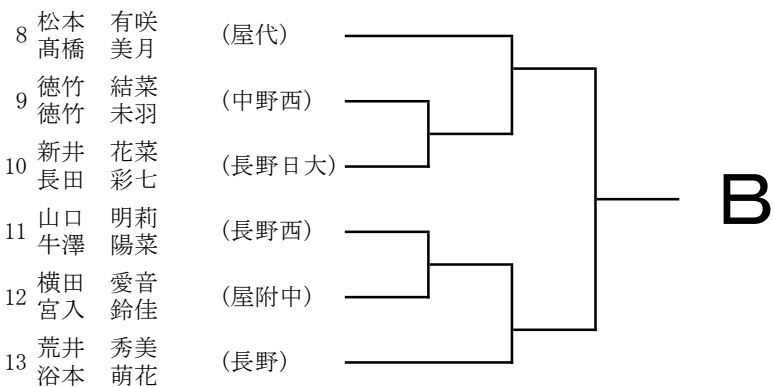 8 松本 有咲 (屋代)
髙橋 美月
9 徳竹 結菜 (中野西)
徳竹 未羽
10 新井 花菜 (長野日大)
長田 彩七
11 山口 明莉 (長野西)
牛澤 陽菜
12 横田 愛音 (屋附中)
宮入 鈴佳
13 荒井 秀美 (長野)
浴本 萌花
B